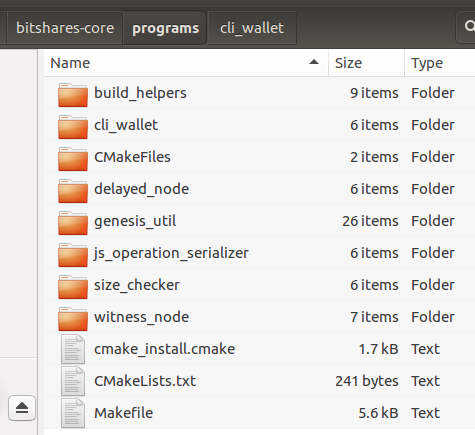 bitshares-core programs cli_wallet
Name Size Type
build_helpers 9 items Folder
cli_wallet 6 items Folder
CMakeFiles 2 items Folder
delayed_node 6 items Folder
genesis_util 26 items Folder
js_operation_serializer 6 items Folder
size_checker 6 items Folder
witness_node 7 items Folder
cmake_install.cmake 1.7 kB Text
CMakeLists.txt 241 bytes Text
Makefile 5.6 kB Text